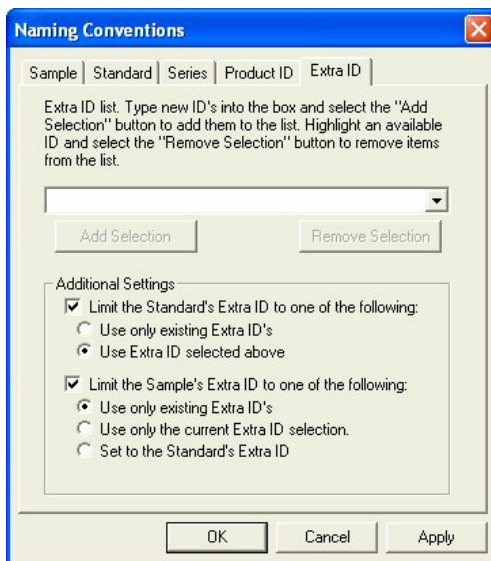 Naming Conventions
Sample Standard Series Product ID Extra ID
Extra ID list. Type new ID's into the box and select the "Add
Selection" button to add them to the list. Highlight an available
ID and select the "Remove Selection" button to remove items
from the list.
Add Selection Remove Selection
Additional Settings
Limit the Standard's Extra ID to one of the following:
Use only existing Extra ID's
Use Extra ID selected above
Limit the Sample's Extra ID to one of the following:
Use only existing Extra ID's
Use only the current Extra ID selection.
Set to the Standard's Extra ID
OK Cancel Apply